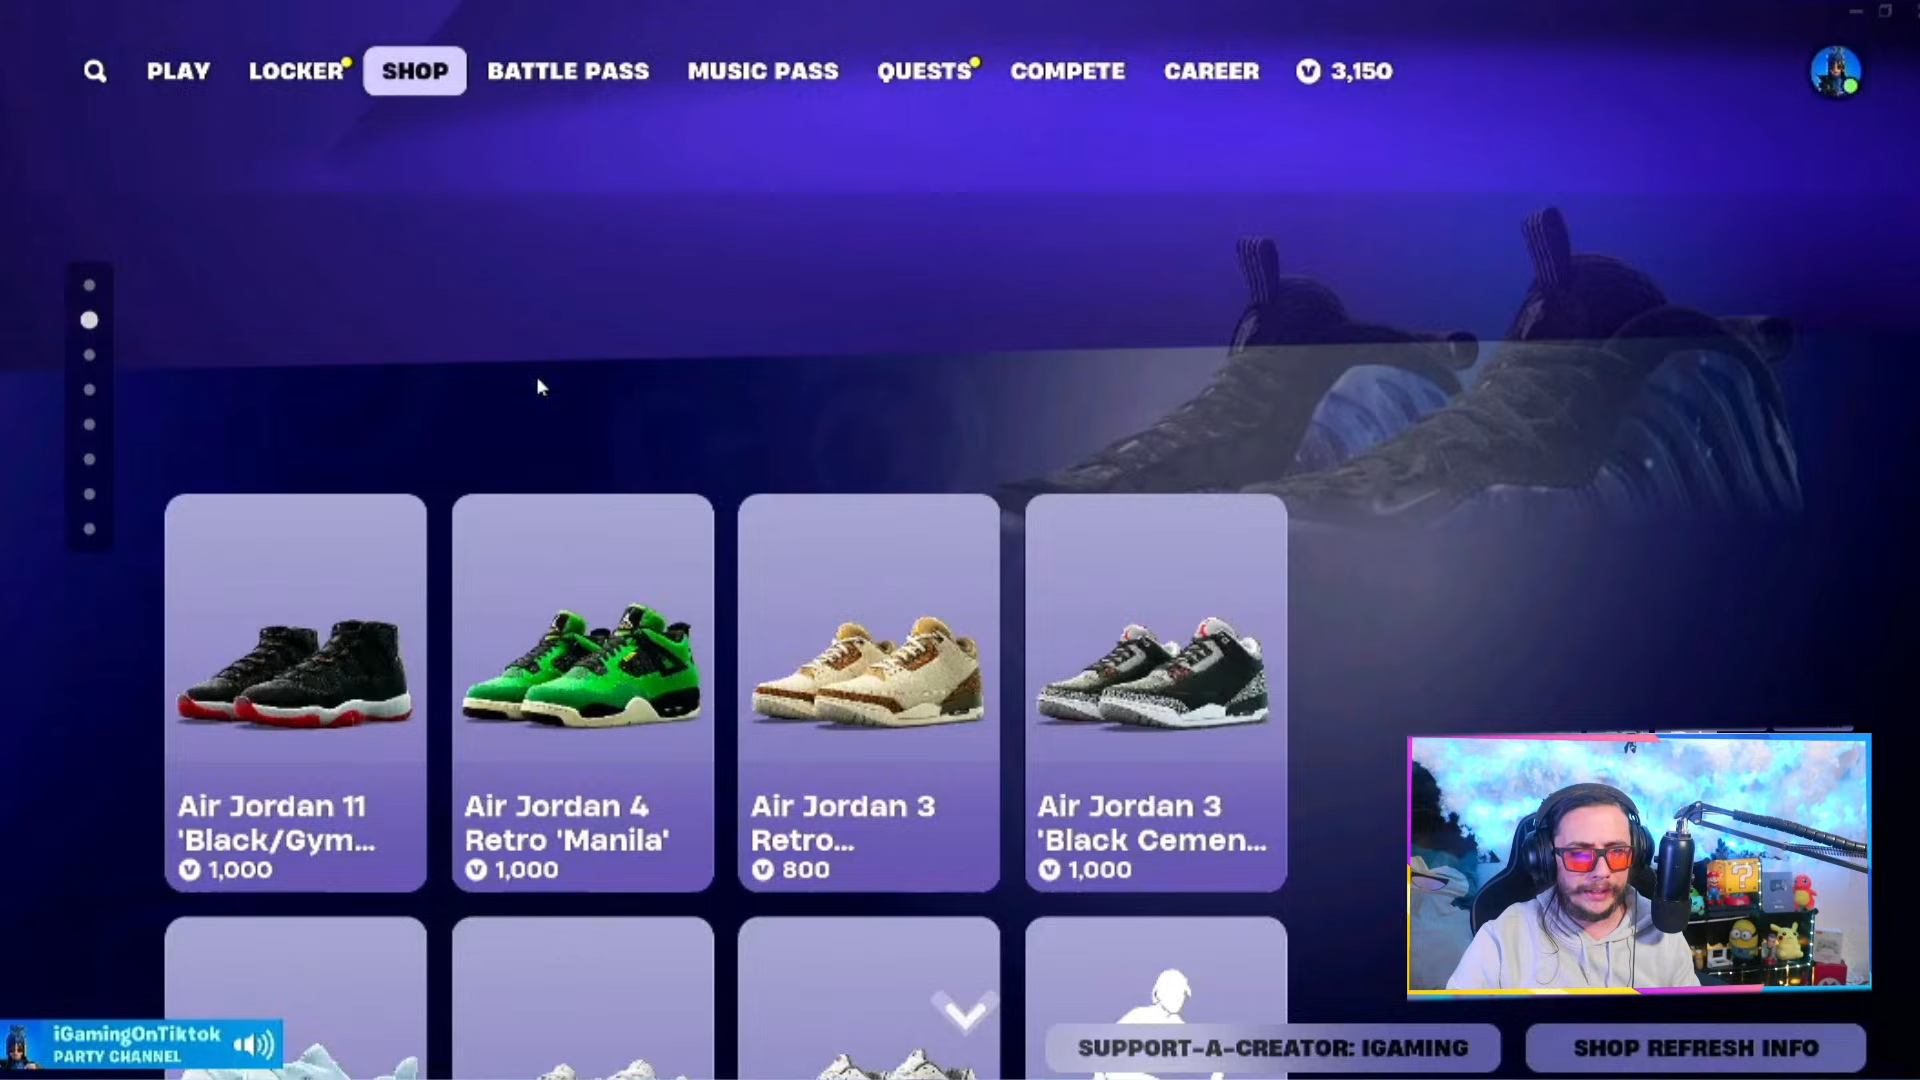 PLAY LOCKER SHOP BATTLE PASS MUSIC PASS QUESTS COMPETE CAREER 3,150
Air Jordan 11
'Black/Gym...
1,000
Air Jordan 4
Retro 'Manila'
1,000
Air Jordan 3
Retro...
800
Air Jordan 3
'Black Cemen...
1,000
iGamingOnTiktok
PARTY CHANNEL
SUPPORT-A-CREATOR: IGAMING
SHOP REFRESH INFO